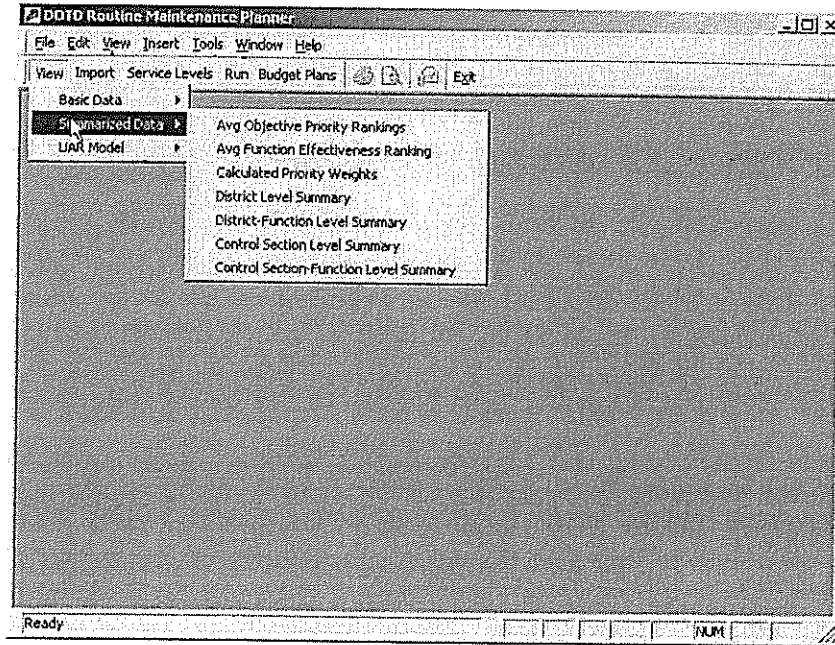 DOTD Routine Maintenance Planner
File Edit View Insert Tools Window Help
View Import Service Levels Run Budget Plans Exit
Basic Data
Summarized Data
UAR Model
Avg Objective Priority Rankings
Avg Function Effectiveness Ranking
Calculated Priority Weights
District Level Summary
District-Function Level Summary
Control Section Level Summary
Control Section-Function Level Summary
Ready NUM